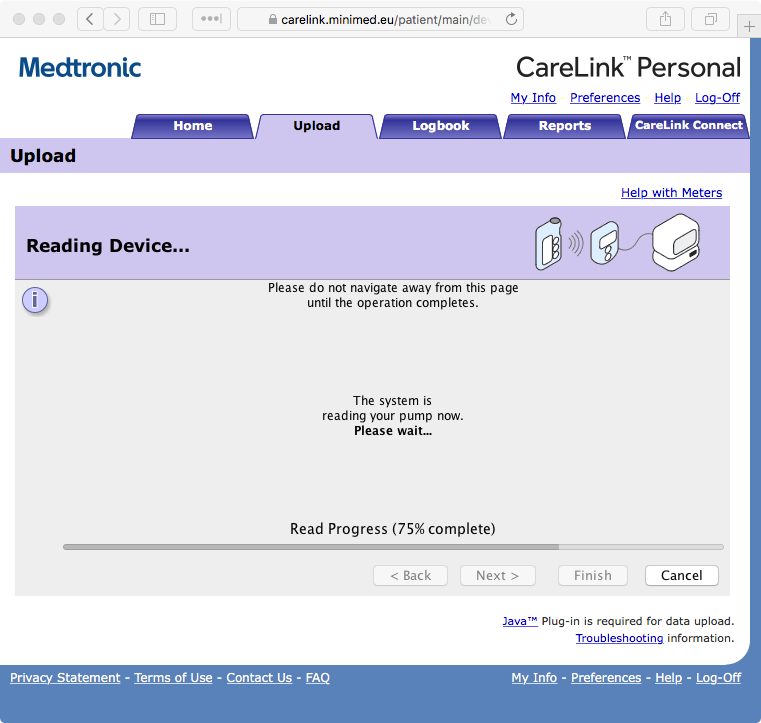 carelink.minimed.eu/patient/main/de
Medtronic
CareLink™ Personal
My Info Preferences Help Log-Off
Home Upload Logbook Reports CareLink Connect
Upload
Help with Meters
Reading Device...
Please do not navigate away from this page
until the operation completes.
The system is
reading your pump now.
Please wait...
Read Progress (75% complete)
< Back Next > Finish Cancel
Java™ Plug-in is required for data upload.
Troubleshooting information.
Privacy Statement - Terms of Use - Contact Us - FAQ
My Info - Preferences - Help - Log-Off